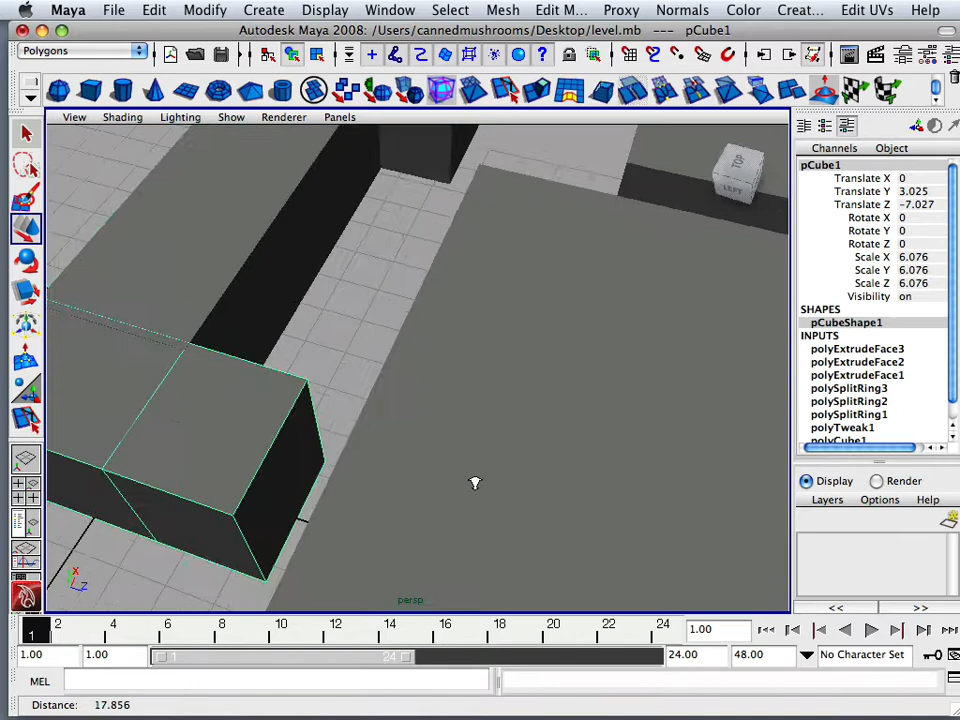 Maya File Edit Modify Create Display Window Select Mesh Edit M... Proxy Normals Color Creat... Edit UVs Help
Autodesk Maya 2008: /Users/cannedmushrooms/Desktop/level.mb --- pCube1
Polygons
View Shading Lighting Show Renderer Panels
Channels Object
pCube1
Translate X 0
Translate Y 3.025
Translate Z -7.027
Rotate X 0
Rotate Y 0
Rotate Z 0
Scale X 6.076
Scale Y 6.076
Scale Z 6.076
Visibility on
SHAPES
pCubeShape1
INPUTS
polyExtrudeFace3
polyExtrudeFace2
polyExtrudeFace1
polySplitRing3
polySplitRing2
polySplitRing1
polyTweak1
polyCube1
TOP
LEFT
Display Render
Layers Options Help
<< >>
X
Z
persp
1 2 4 6 8 10 12 14 16 18 20 22 24 1.00
1.00 1.00 1 24 24.00 48.00 No Character Set
MEL
Distance: 17.856